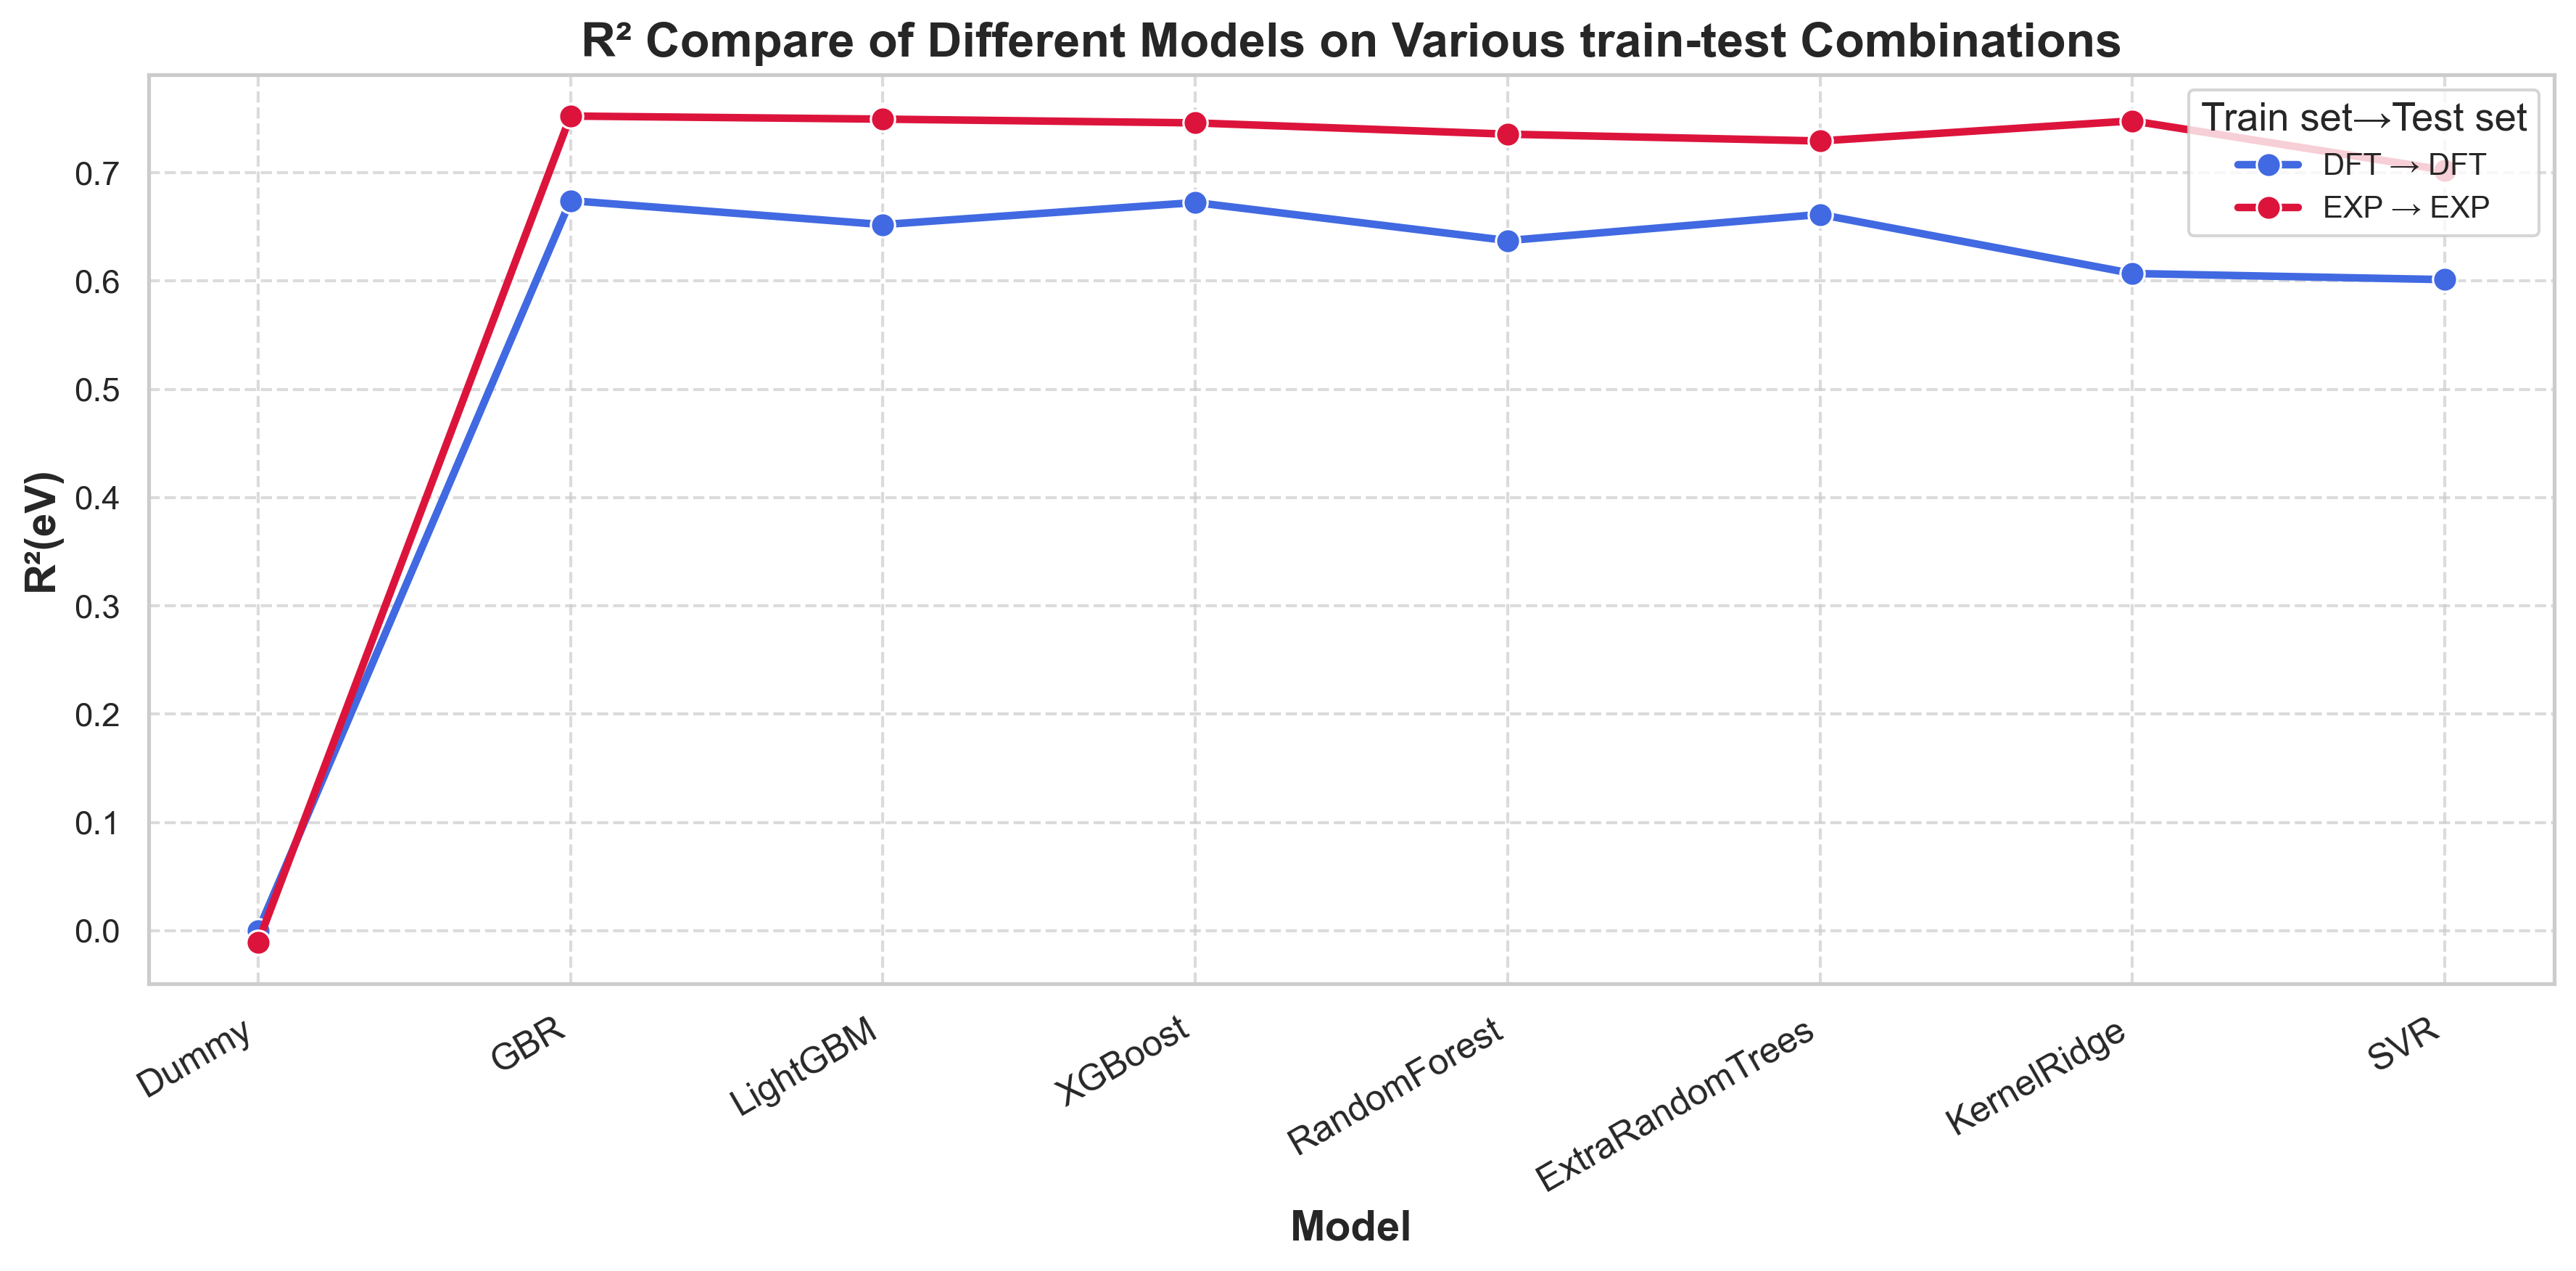 R² Compare of Different Models on Various train-test Combinations
Train set→Test set
DFT → DFT
EXP → EXP
R²(eV)
0.7
0.6
0.5
0.4
0.3
0.2
0.1
0.0
Dummy
GBR
LightGBM
XGBoost
RandomForest
ExtraRandomTrees
KernelRidge
SVR
Model